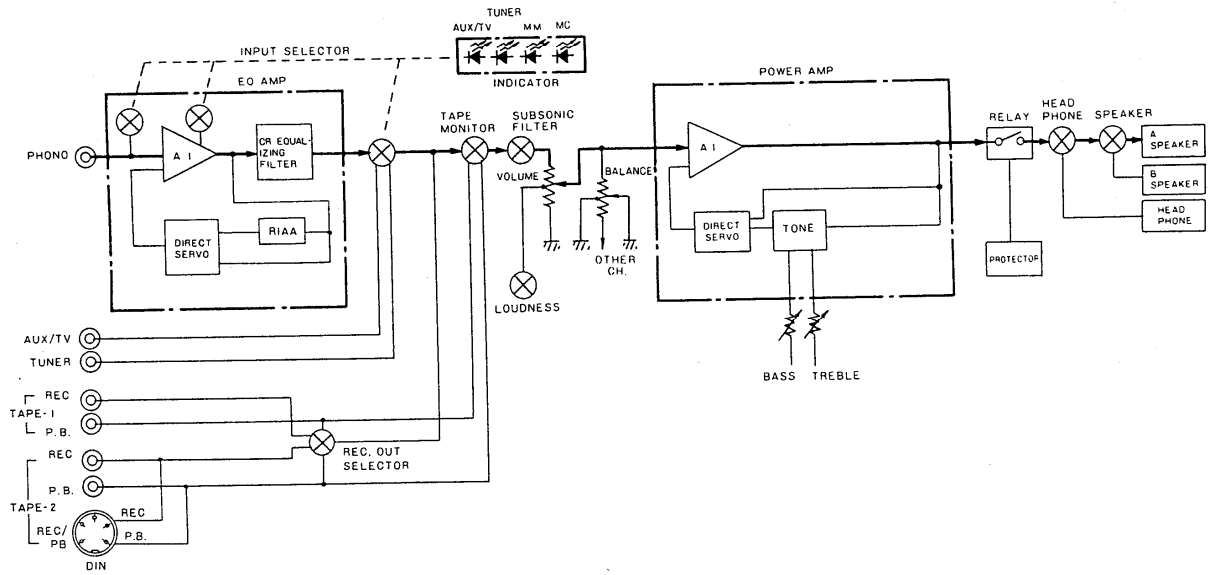 TUNER
AUX/TV MM MC
INPUT SELECTOR
INDICATOR
EQ AMP
POWER AMP
TAPE MONITOR
SUBSONIC FILTER
RELAY
HEAD PHONE
SPEAKER
PHONO
A I
CR EQUAL-
IZING
FILTER
VOLUME
BALANCE
A I
A
SPEAKER
B
SPEAKER
HEAD
PHONE
DIRECT
SERVO
RIAA
DIRECT
SERVO
TONE
OTHER
CH.
PROTECTOR
LOUDNESS
AUX/TV
TUNER
BASS TREBLE
REC
TAPE-1
P.B.
REC
REC. OUT
SELECTOR
P.B.
TAPE-2
REC
REC/
PB
P.B.
DIN